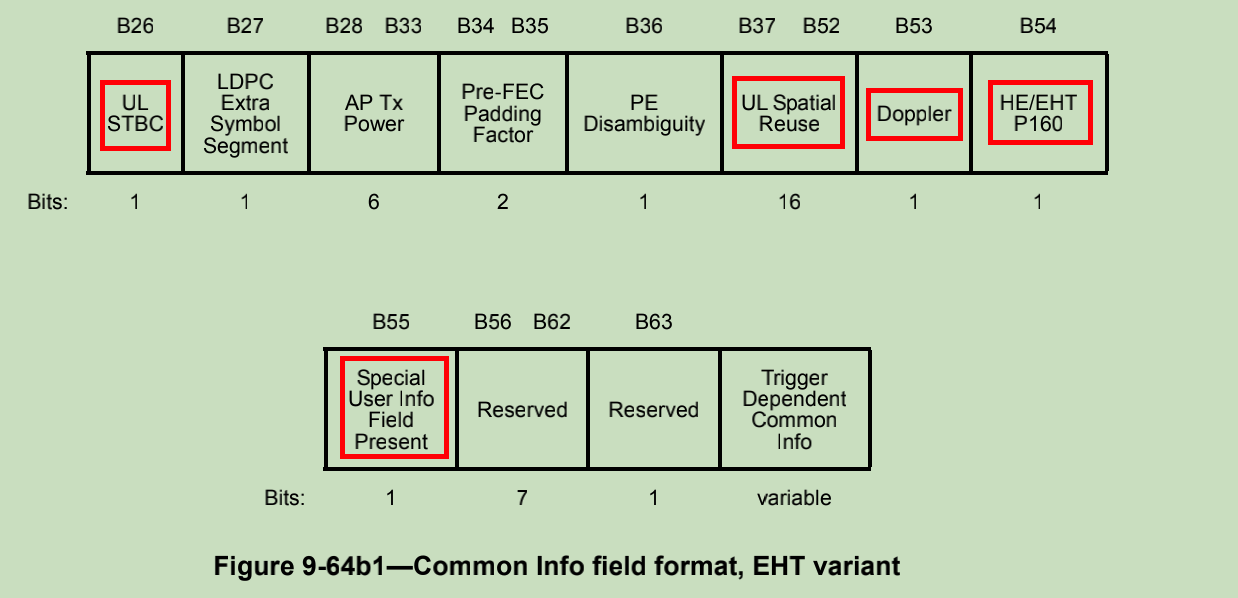 B26 B27 B28 B33 B34 B35 B36 B37 B52 B53 B54
UL
STBC
LDPC
Extra
Symbol
Segment
AP Tx
Power
Pre-FEC
Padding
Factor
PE
Disambiguity
UL Spatial
Reuse
Doppler
HE/EHT
P160
Bits: 1 1 6 2 1 16 1 1
B55 B56 B62 B63
Special
User Info
Field
Present
Reserved
Reserved
Trigger
Dependent
Common
Info
Bits: 1 7 1 variable
Figure 9-64b1—Common Info field format, EHT variant